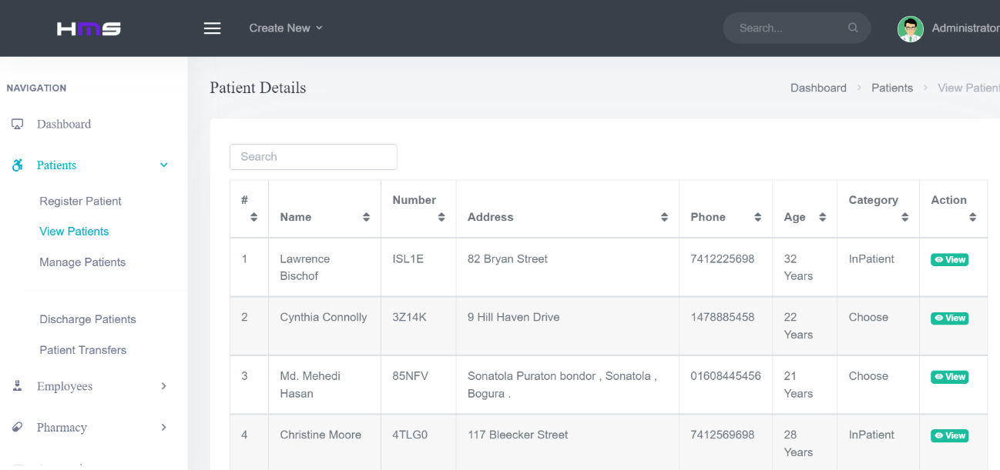 HMS
Create New
Search...
Administrator
NAVIGATION
Dashboard
Patients
Register Patient
View Patients
Manage Patients
Discharge Patients
Patient Transfers
Employees
Pharmacy
Patient Details
Dashboard > Patients > View Patient
Search
# Name Number Address Phone Age Category Action
1 Lawrence Bischof ISL1E 82 Bryan Street 7412225698 32 Years InPatient View
2 Cynthia Connolly 3Z14K 9 Hill Haven Drive 1478885458 22 Years Choose View
3 Md. Mehedi Hasan 85NFV Sonatola Puraton bondor , Sonatola , Bogura . 01608445456 21 Years Choose View
4 Christine Moore 4TLG0 117 Bleecker Street 7412569698 28 Years InPatient View